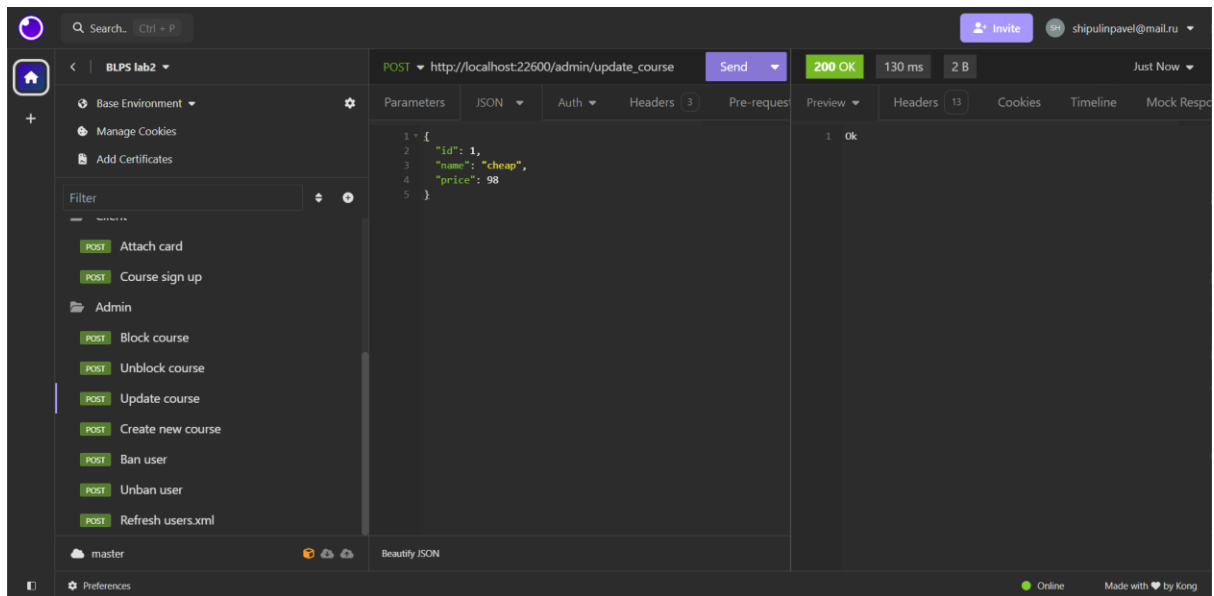 Search.. Ctrl + P
Invite
SH
shipulinpavel@mail.ru
BLPS lab2
Base Environment
Manage Cookies
Add Certificates
Filter
Client
POST Attach card
POST Course sign up
Admin
POST Block course
POST Unblock course
POST Update course
POST Create new course
POST Ban user
POST Unban user
POST Refresh users.xml
master
Preferences
POST http://localhost:22600/admin/update_course Send
Parameters JSON Auth Headers 3 Pre-reques
1 {
2 "id": 1,
3 "name": "cheap",
4 "price": 98
5 }
Beautify JSON
200 OK 130 ms 2 B Just Now
Preview Headers 13 Cookies Timeline Mock Respo
1 Ok
Online Made with ♥ by Kong